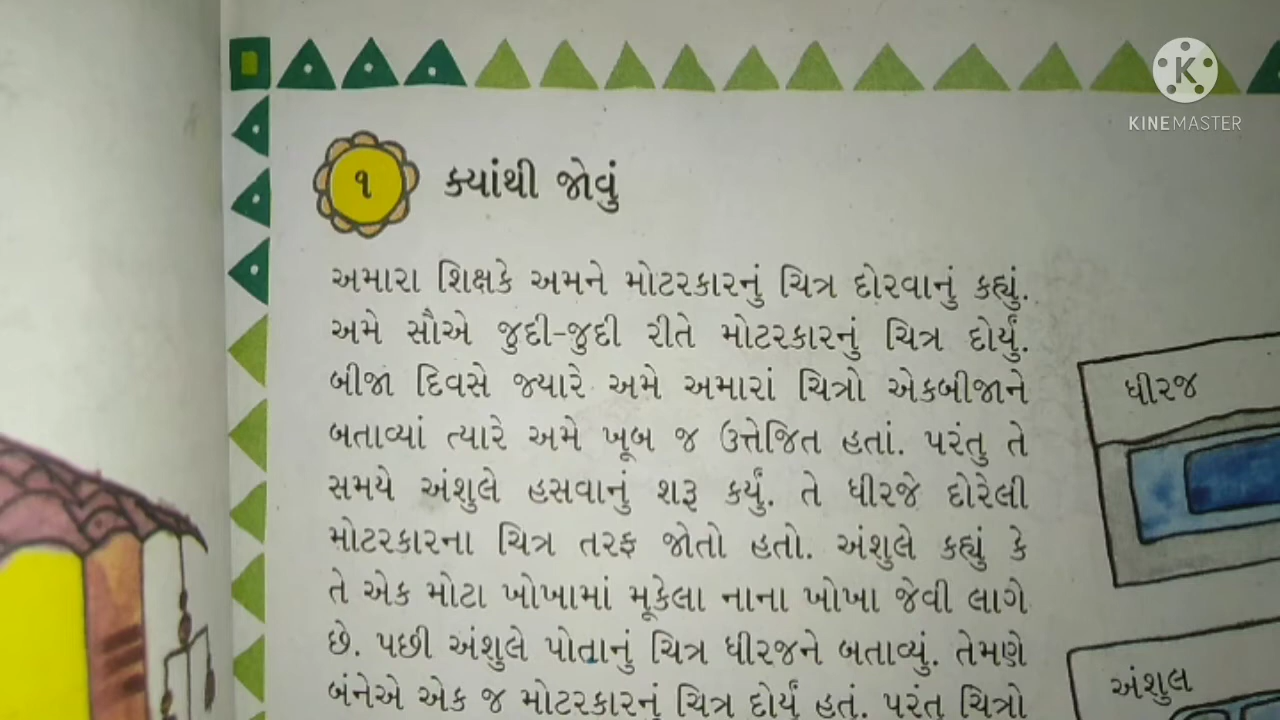 KINEMASTER
૧ ક્યાંથી જોવું
અમારા શિક્ષકે અમને મોટરકારનું ચિત્ર દોરવાનું કહ્યું.
અમે સૌએ જુદી-જુદી રીતે મોટરકારનું ચિત્ર દોર્યું.
બીજા દિવસે જ્યારે અમે અમારાં ચિત્રો એકબીજાને
બતાવ્યાં ત્યારે અમે ખૂબ જ ઉત્તેજિત હતાં. પરંતુ તે
સમયે અંશુલે હસવાનું શરૂ કર્યું. તે ધીરજે દોરેલી
મોટરકારના ચિત્ર તરફ જોતો હતો. અંશુલે કહ્યું કે
તે એક મોટા ખોખામાં મૂકેલા નાના ખોખા જેવી લાગે
છે. પછી અંશુલે પોતાનું ચિત્ર ધીરજને બતાવ્યું. તેમણે
બંનેએ એક જ મોટરકારનું ચિત્ર દોર્યું હતું. પરંતુ ચિત્રો
ધીરજ
અંશુલ